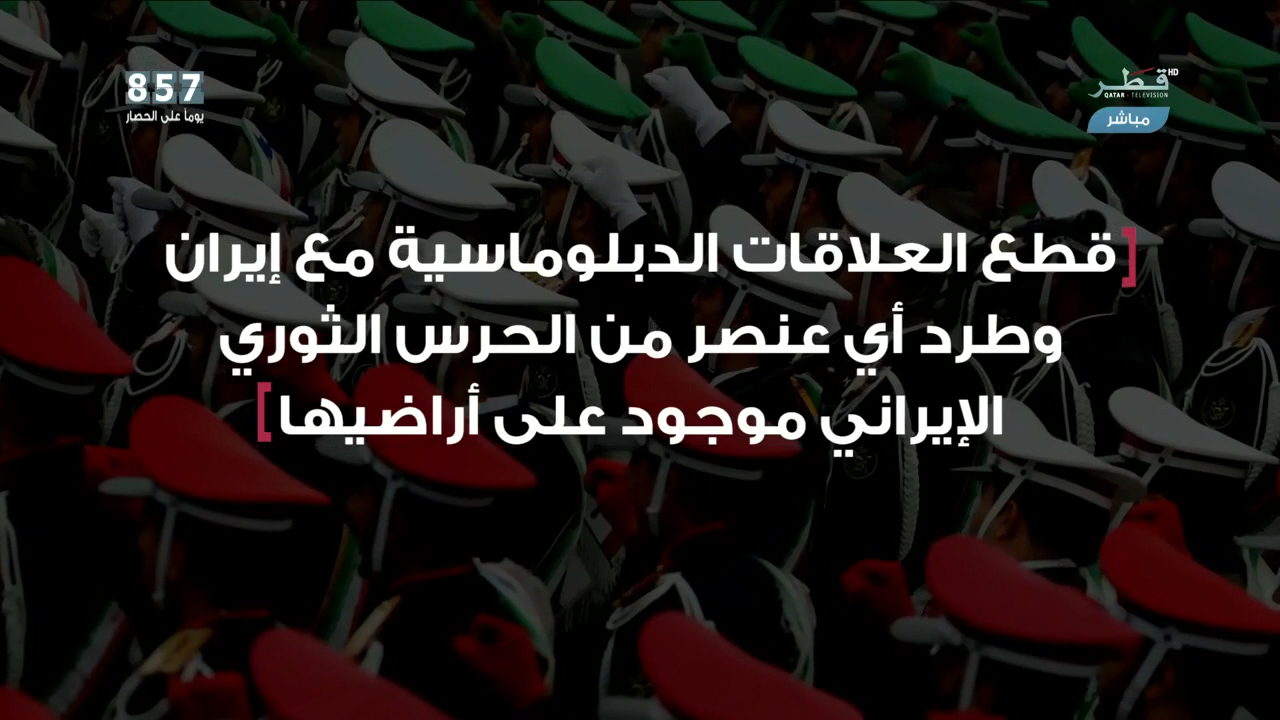 857
يوماً على الحصار
قطر HD
QATAR - TELEVISION
مباشر
[قطع العلاقات الدبلوماسية مع إيران
وطرد أي عنصر من الحرس الثوري
الإيراني موجود على أراضيها]